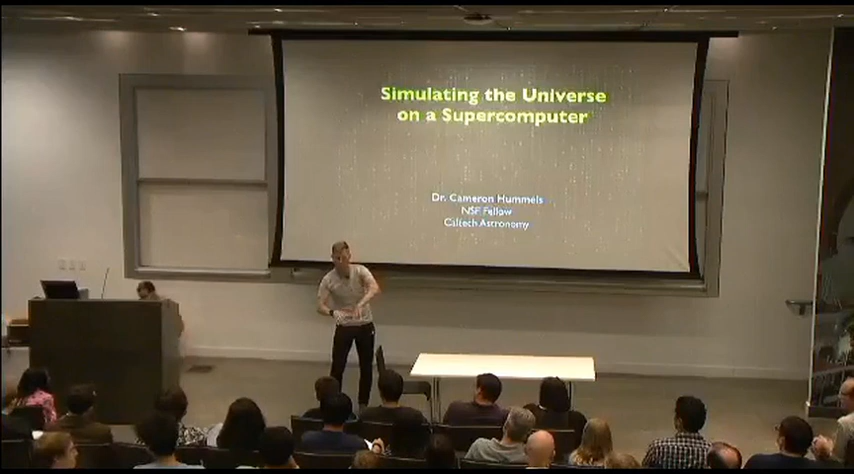 Simulating the Universe
on a Supercomputer
Dr. Cameron Hummels
NSF Fellow
Caltech Astronomy